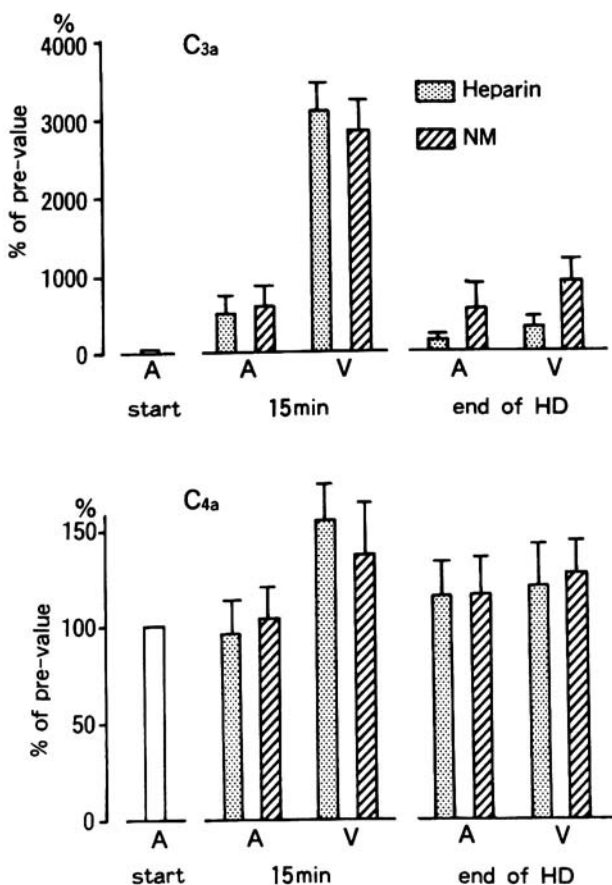 %
C3a
4000
3000
2000
1000
0
% of pre-value
Heparin
NM
A
A
V
A
V
start
15min
end of HD
%
C4a
150
100
50
0
% of pre-value
A
A
V
A
V
start
15min
end of HD